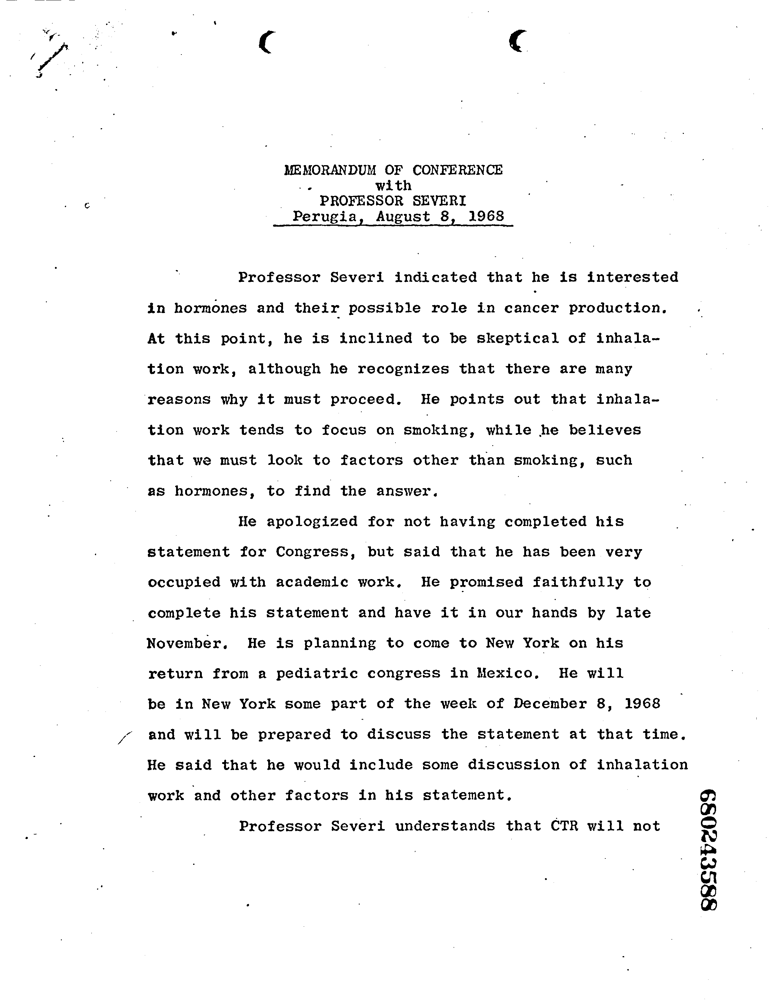 MEMORANDUM OF CONFERENCE
with
PROFESSOR SEVERI
Perugia, August 8, 1968
Professor Severi indicated that he is interested
in hormones and their possible role in cancer production.
At this point, he is inclined to be skeptical of inhala-
tion work, although he recognizes that there are many
reasons why it must proceed. He points out that inhala-
tion work tends to focus on smoking, while he believes
that we must look to factors other than smoking, such
as hormones, to find the answer.
He apologized for not having completed his
statement for Congress, but said that he has been very
occupied with academic work. He promised faithfully to
complete his statement and have it in our hands by late
November. He is planning to come to New York on his
return from a pediatric congress in Mexico. He will
be in New York some part of the week of December 8, 1968
and will be prepared to discuss the statement at that time.
He said that he would include some discussion of inhalation
work and other factors in his statement.
Professor Severi understands that CTR will not
680243588